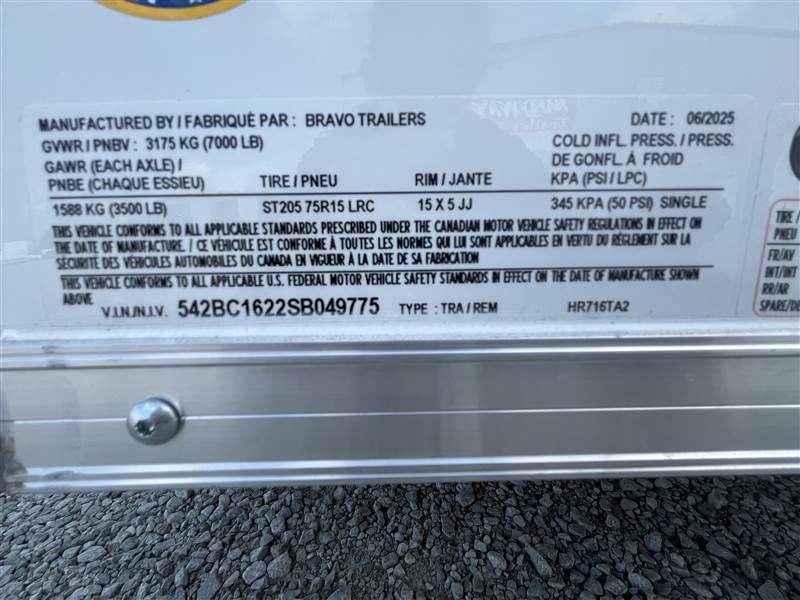 MANUFACTURED BY / FABRIQUÉ PAR : BRAVO TRAILERS DATE : 06/2025
GVWR / PNBV : 3175 KG (7000 LB) COLD INFL. PRESS. / PRESS.
GAWR (EACH AXLE) / DE GONFL. À FROID
PNBE (CHAQUE ESSIEU) TIRE / PNEU RIM / JANTE KPA (PSI / LPC)
1588 KG (3500 LB) ST205 75R15 LRC 15 X 5 JJ 345 KPA (50 PSI) SINGLE
THIS VEHICLE CONFORMS TO ALL APPLICABLE STANDARDS PRESCRIBED UNDER THE CANADIAN MOTOR VEHICLE SAFETY REGULATIONS IN EFFECT ON
THE DATE OF MANUFACTURE. / CE VÉHICULE EST CONFORME À TOUTES LES NORMES QUI LUI SONT APPLICABLES EN VERTU DU RÉGLEMENT SUR LA
SÉCURITÉ DES VÉHICULES AUTOMOBILES DU CANADA EN VIGUEUR À LA DATE DE SA FABRICATION
THIS VEHICLE CONFORMS TO ALL APPLICABLE U.S. FEDERAL MOTOR VEHICLE SAFETY STANDARDS IN EFFECT ON THE DATE OF MANUFACTURE SHOWN
ABOVE
V.I.N./N.I.V. 542BC1622SB049775 TYPE : TRA / REM HR716TA2
TIRE /
PNEU
FR/AV
INT/INT
RR/AR
SPARE/DE